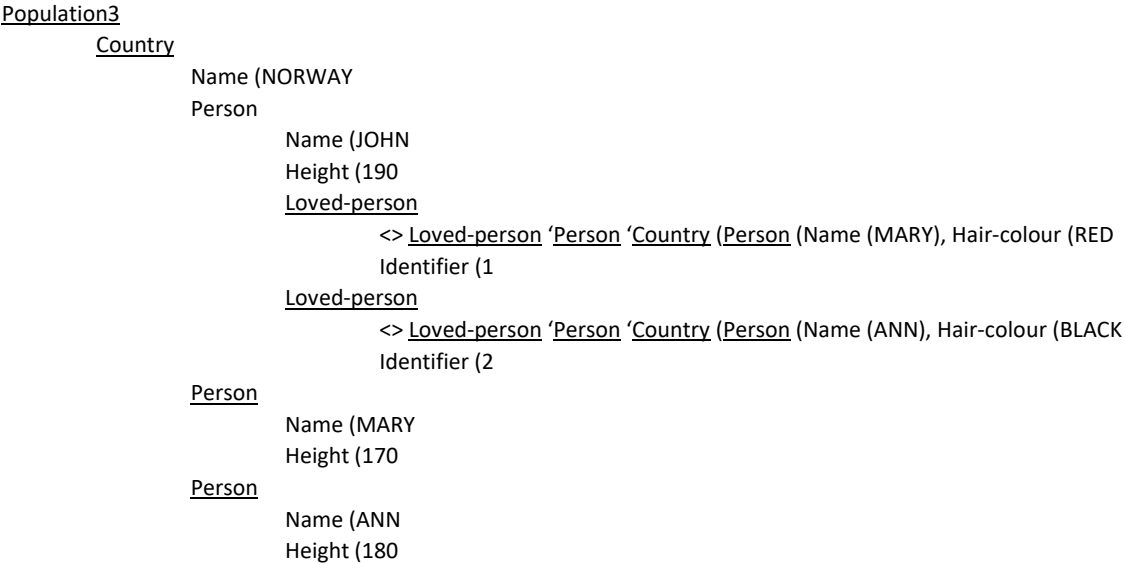 Population3
Country
Name (NORWAY
Person
Name (JOHN
Height (190
Loved-person
<> Loved-person ‘Person ‘Country (Person (Name (MARY), Hair-colour (RED
Identifier (1
Loved-person
<> Loved-person ‘Person ‘Country (Person (Name (ANN), Hair-colour (BLACK
Identifier (2
Person
Name (MARY
Height (170
Person
Name (ANN
Height (180